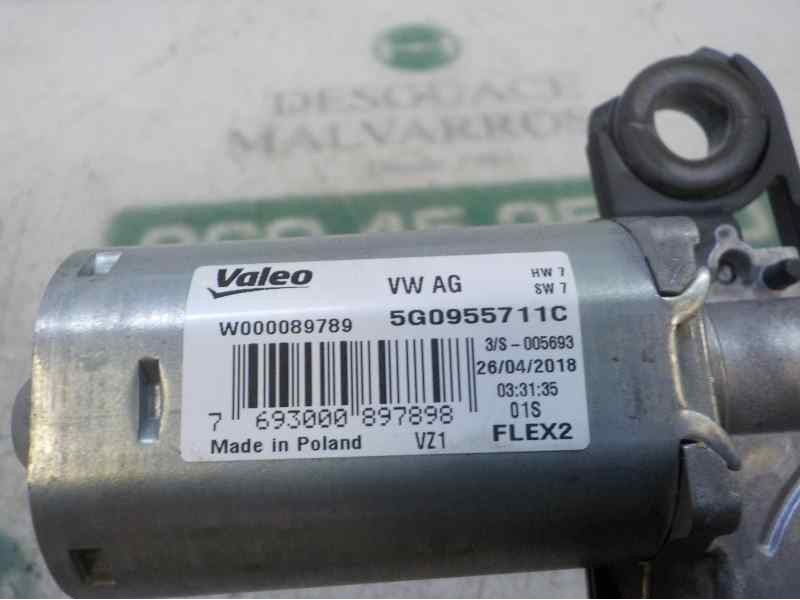 DESGUACE
MALVARROSA
Valeo
VW AG
HW 7
SW 7
W000089789
5G0955711C
3/S - 005693
26/04/2018
03:31:35
01S
7 693000 897898
Made in Poland
VZ1
FLEX2